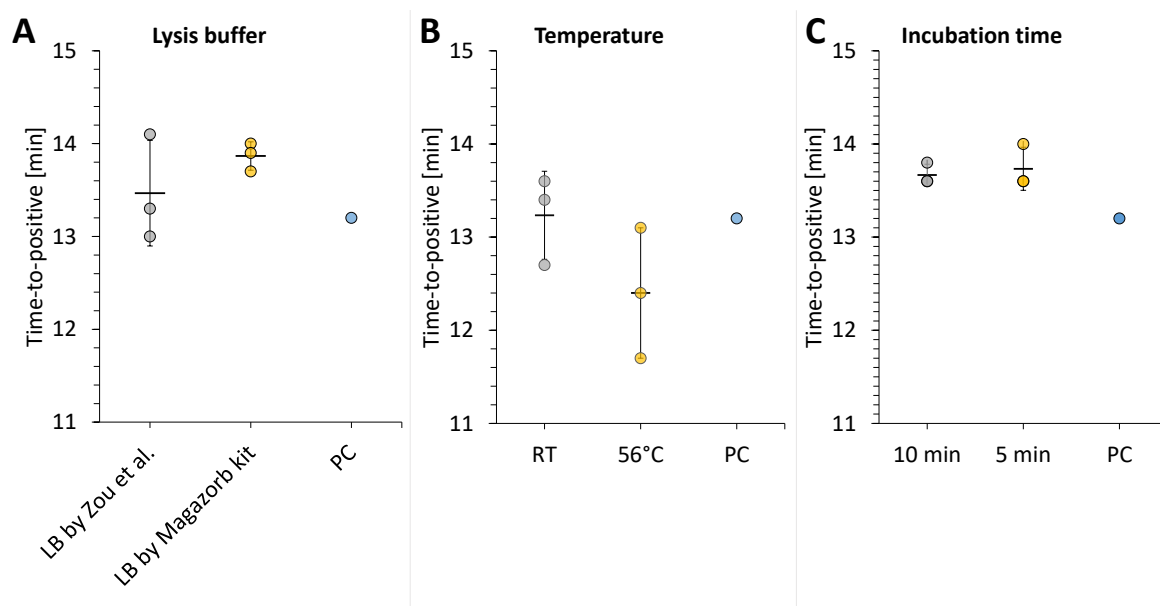 A
Lysis buffer
Time-to-positive [min]
15
14
13
12
11
LB by Zou et al.
LB by Magazorb kit
PC
B
Temperature
Time-to-positive [min]
15
14
13
12
11
RT
56°C
PC
C
Incubation time
Time-to-positive [min]
15
14
13
12
11
10 min
5 min
PC